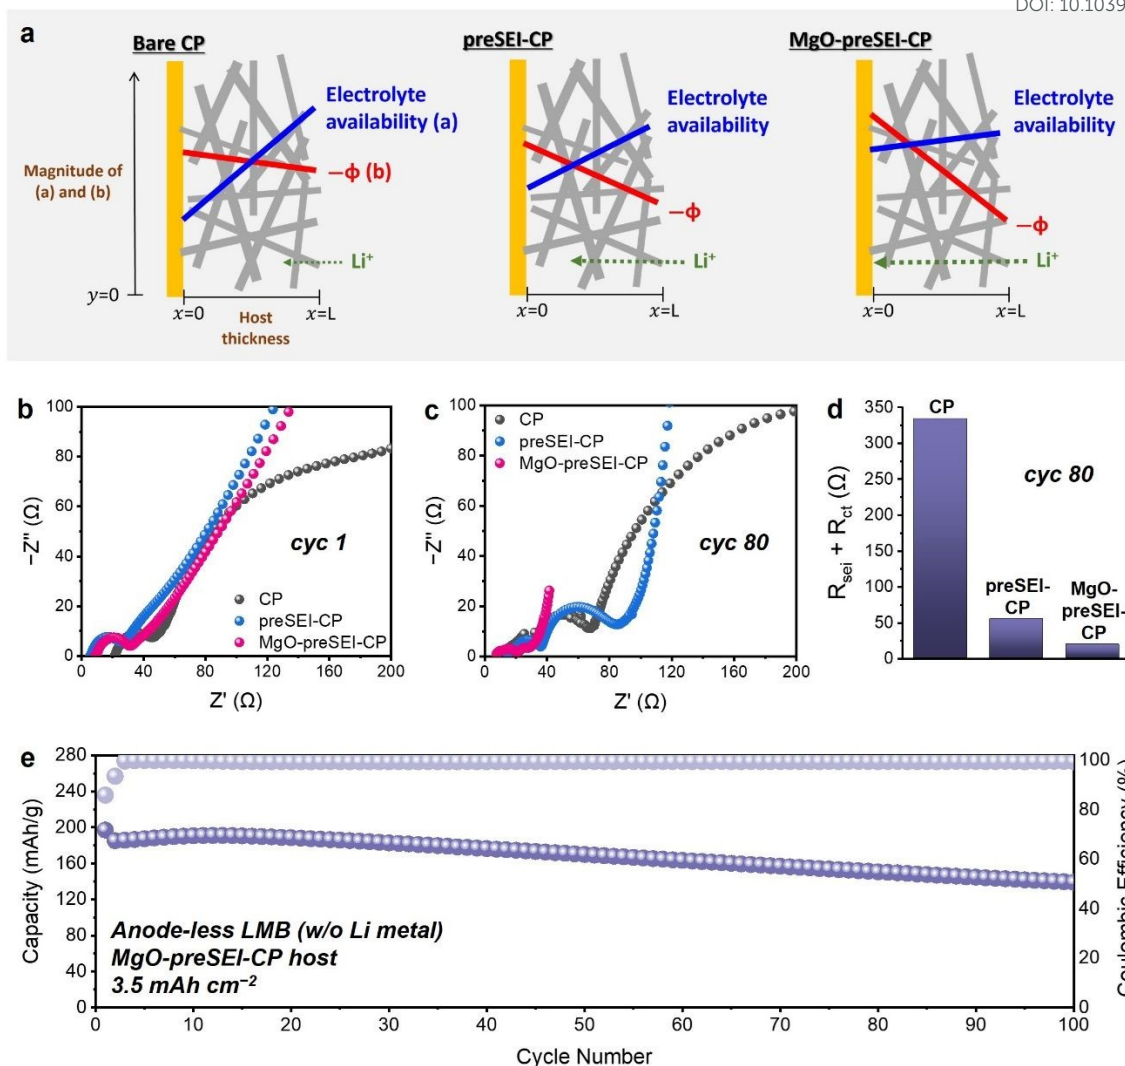 DOI: 10.1039
a
Bare CP
preSEI-CP
MgO-preSEI-CP
Electrolyte
availability (a)
Electrolyte
availability
Electrolyte
availability
Magnitude of
(a) and (b)
−ϕ (b)
−ϕ
−ϕ
Li⁺
Li⁺
Li⁺
y=0
x=0
x=L
x=0
x=L
x=0
x=L
Host
thickness
b
100
80
60
40
20
0
−Z″ (Ω)
cyc 1
CP
preSEI-CP
MgO-preSEI-CP
0 40 80 120 160 200
Z' (Ω)
c
100
80
60
40
20
0
−Z″ (Ω)
CP
preSEI-CP
MgO-preSEI-CP
cyc 80
0 40 80 120 160 200
Z' (Ω)
d
350
300
250
200
150
100
50
0
R_sei + R_ct (Ω)
CP
cyc 80
preSEI-
CP
MgO-
preSEI-
CP
e
280
240
200
160
120
80
40
0
Capacity (mAh/g)
100
80
60
40
20
0
Coulombic Efficiency (%)
Anode-less LMB (w/o Li metal)
MgO-preSEI-CP host
3.5 mAh cm⁻²
0 10 20 30 40 50 60 70 80 90 100
Cycle Number